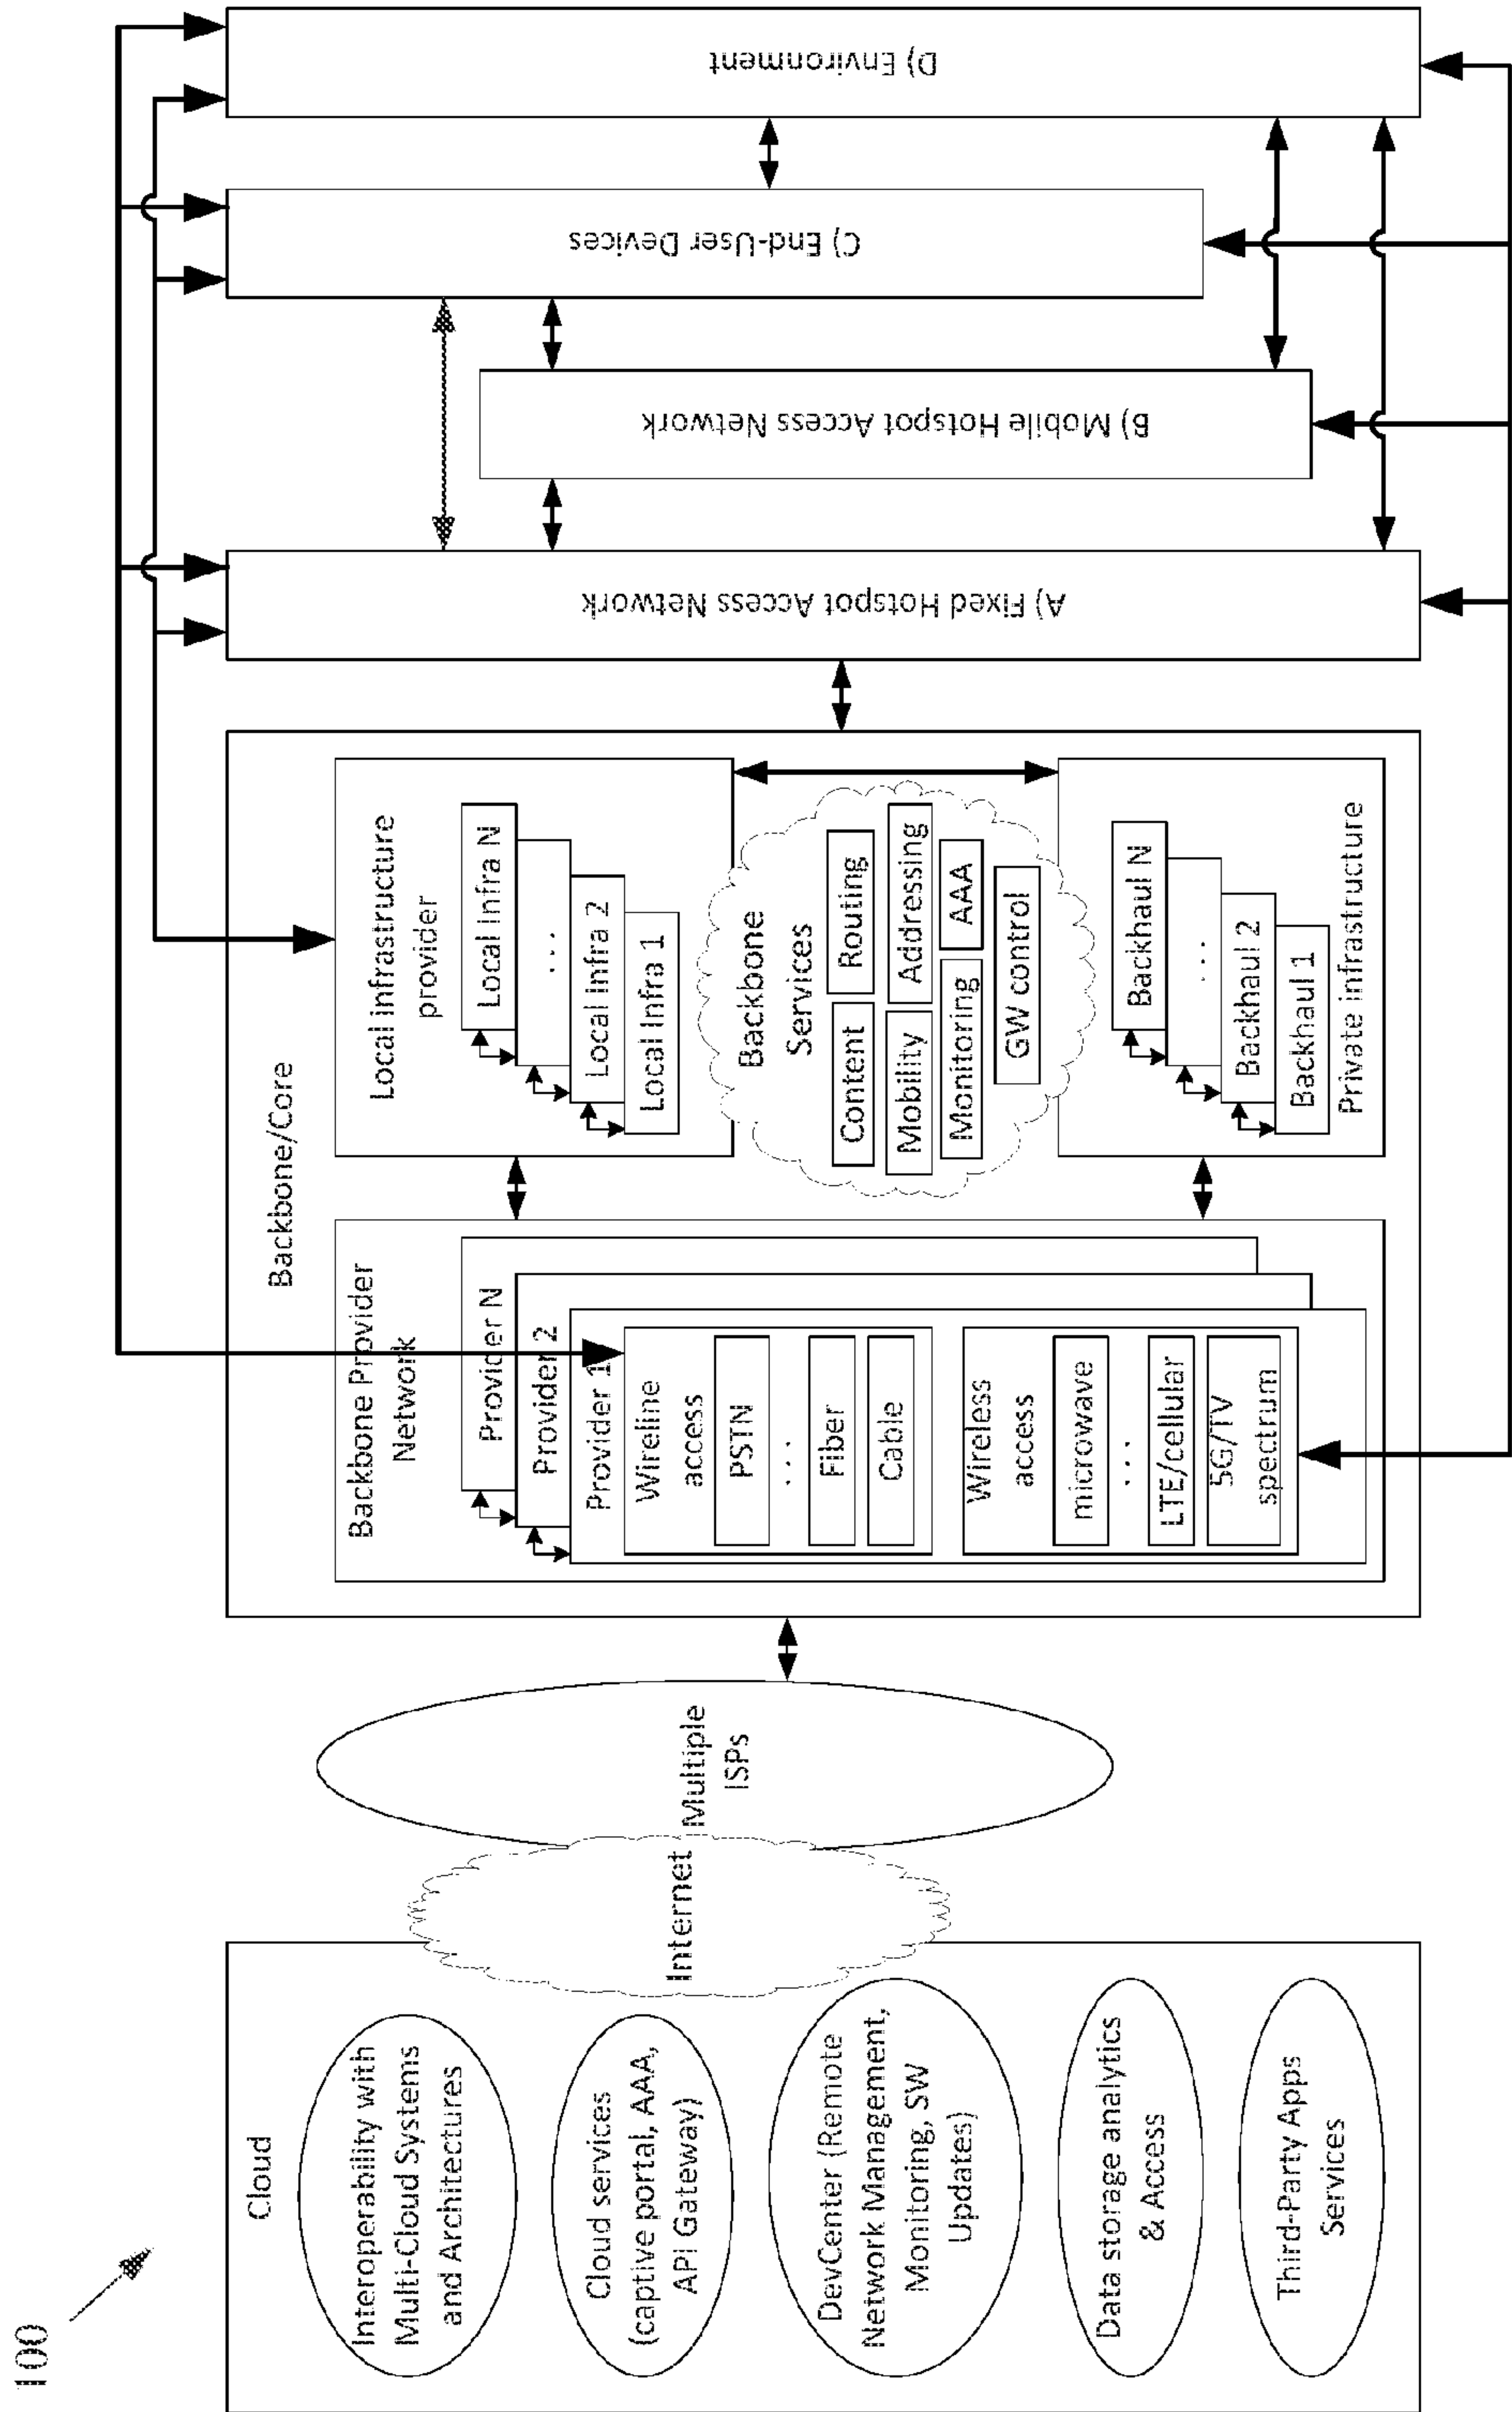 100
Cloud
Interoperability with
Multi-Cloud Systems
and Architectures
Cloud services
(captive portal, AAA,
API Gateway)
DevCenter (Remote
Network Management,
Monitoring, SW
Updates)
Data storage analytics
& Access
Third-Party Apps
Services
Internet
Multiple
ISPs
Backbone/Core
Backbone Provider
Network
Provider N
Provider 2
Provider 1
Wireline
access
PSTN
...
Fiber
Cable
Wireless
access
microwave
...
LTE/cellular
5G/TV
spectrum
Local infrastructure
provider
Local Infra N
...
Local Infra 2
Local Infra 1
Backbone
Services
Content
Routing
Mobility
Addressing
Monitoring
AAA
GW control
Backhaul N
...
Backhaul 2
Backhaul 1
Private infrastructure
A) Fixed Hotspot Access Network
B) Mobile Hotspot Access Network
C) End-User Devices
D) Environment